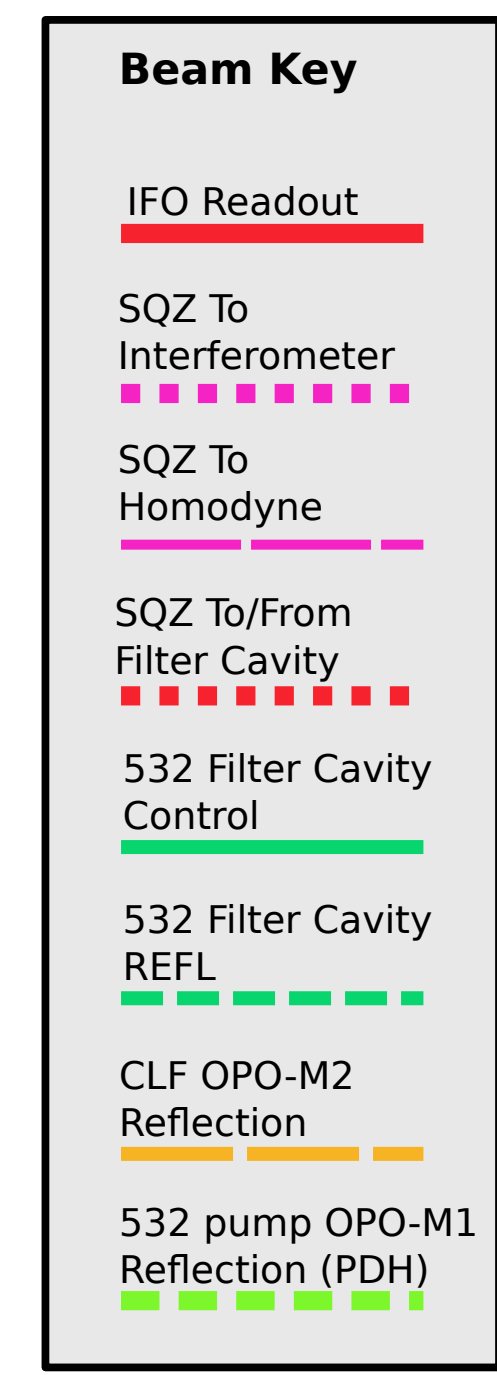 Beam Key
IFO Readout
SQZ To
Interferometer
SQZ To
Homodyne
SQZ To/From
Filter Cavity
532 Filter Cavity
Control
532 Filter Cavity
REFL
CLF OPO-M2
Reflection
532 pump OPO-M1
Reflection (PDH)